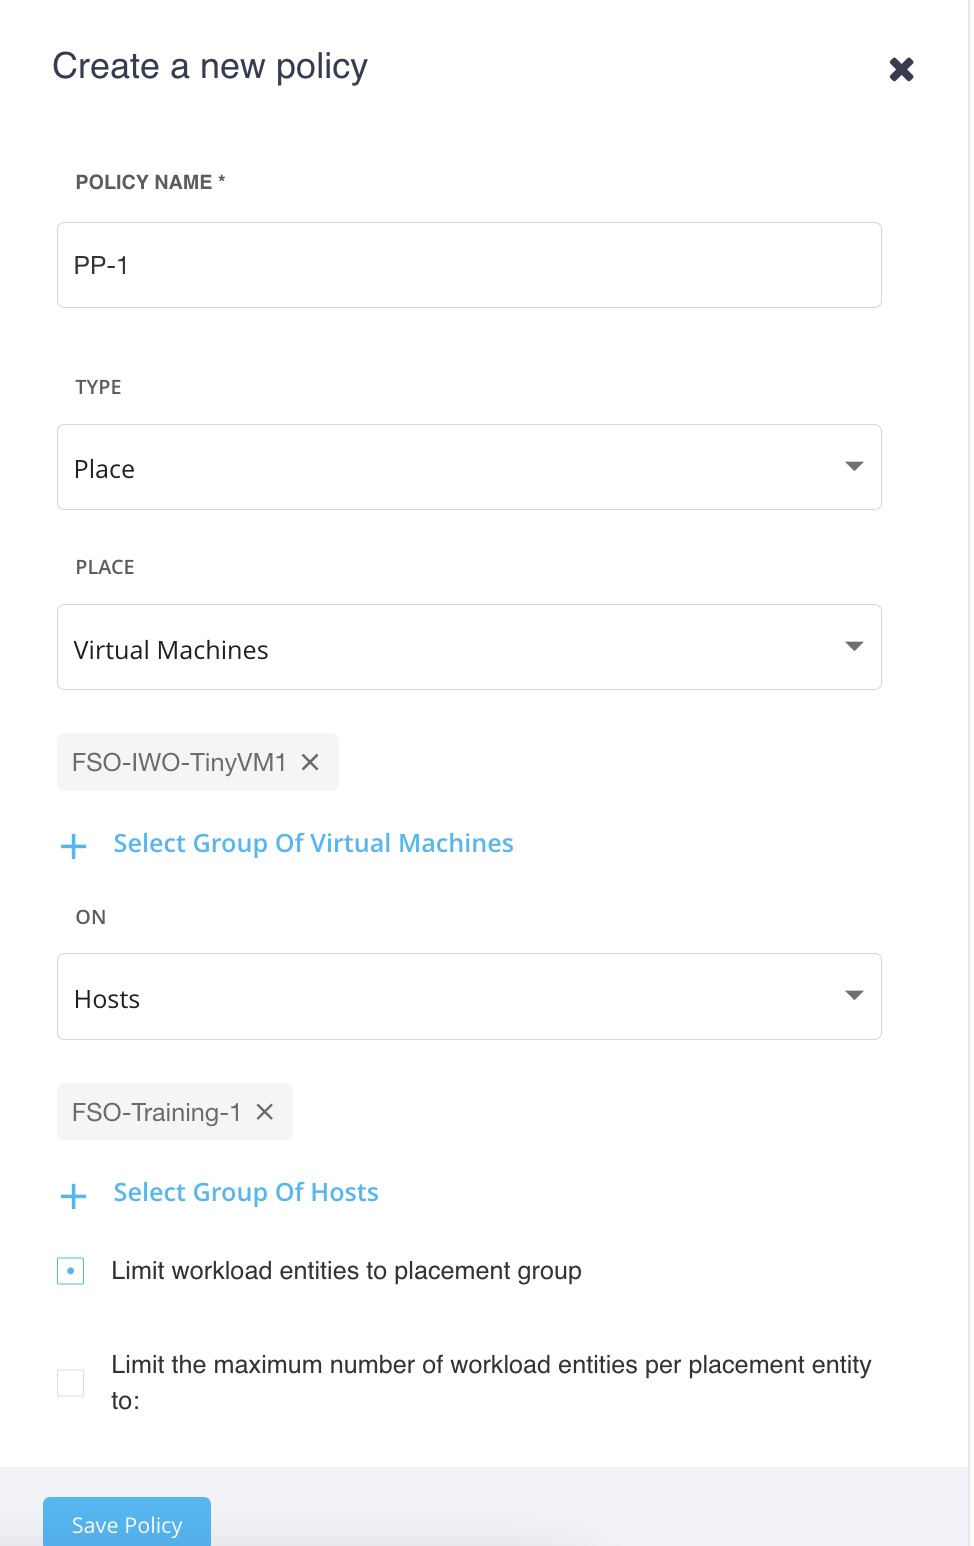 Create a new policy
POLICY NAME *
PP-1
TYPE
Place
PLACE
Virtual Machines
FSO-IWO-TinyVM1
Select Group Of Virtual Machines
ON
Hosts
FSO-Training-1
Select Group Of Hosts
Limit workload entities to placement group
Limit the maximum number of workload entities per placement entity
to:
Save Policy